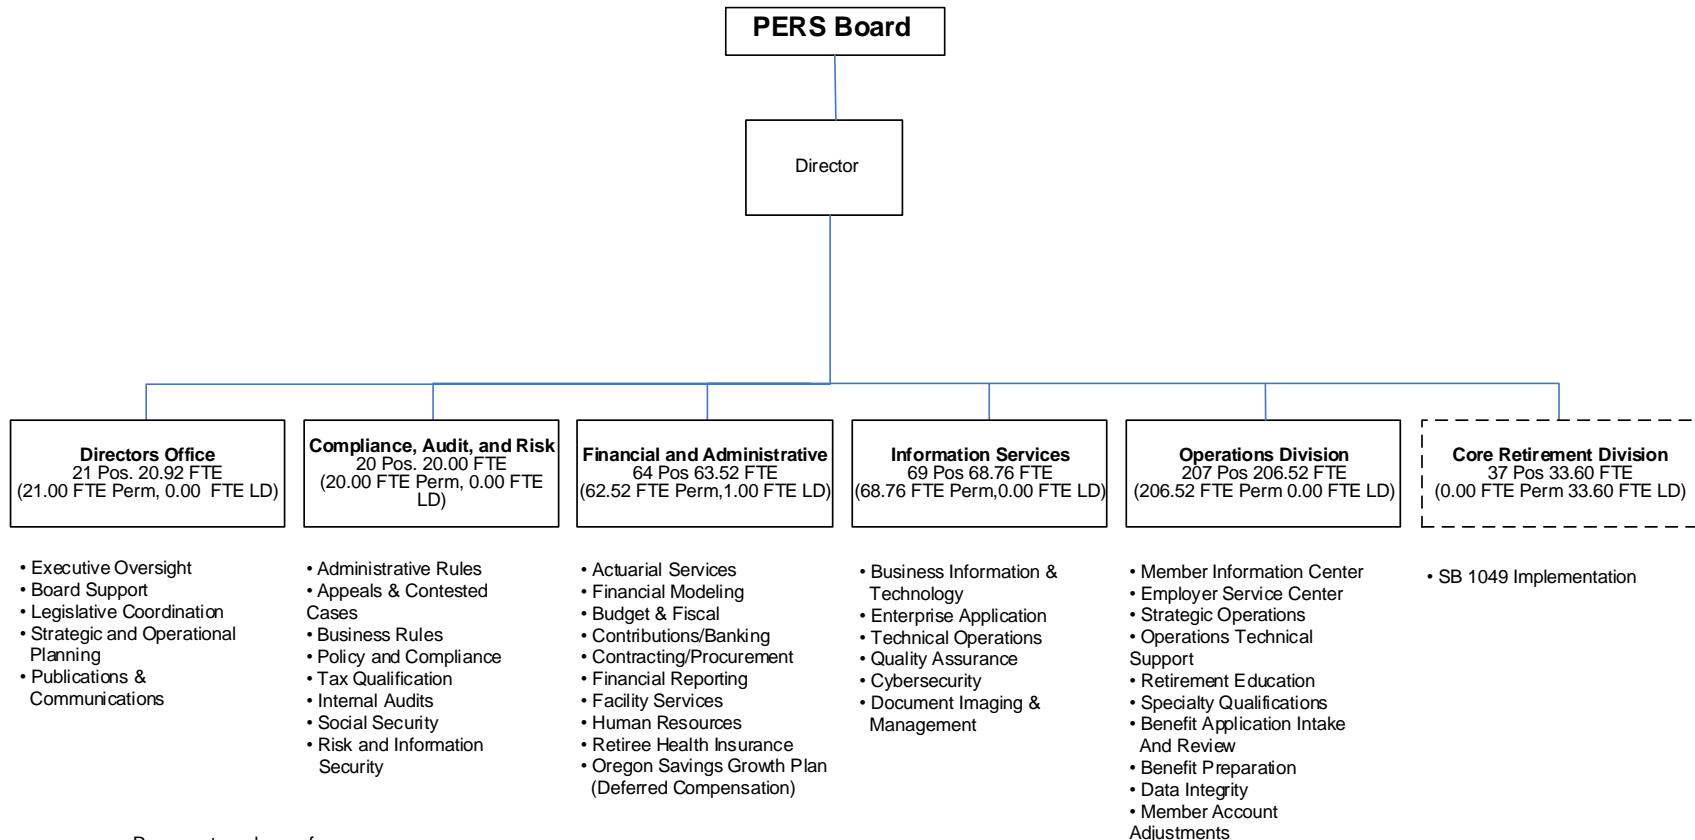 PERS Board
Director
Directors Office
21 Pos. 20.92 FTE
(21.00 FTE Perm, 0.00 FTE LD)
• Executive Oversight
• Board Support
• Legislative Coordination
• Strategic and Operational
Planning
• Publications &
Communications
Compliance, Audit, and Risk
20 Pos. 20.00 FTE
(20.00 FTE Perm, 0.00 FTE
LD)
• Administrative Rules
• Appeals & Contested
Cases
• Business Rules
• Policy and Compliance
• Tax Qualification
• Internal Audits
• Social Security
• Risk and Information
Security
Financial and Administrative
64 Pos 63.52 FTE
(62.52 FTE Perm,1.00 FTE LD)
• Actuarial Services
• Financial Modeling
• Budget & Fiscal
• Contributions/Banking
• Contracting/Procurement
• Financial Reporting
• Facility Services
• Human Resources
• Retiree Health Insurance
• Oregon Savings Growth Plan
(Deferred Compensation)
Information Services
69 Pos 68.76 FTE
(68.76 FTE Perm,0.00 FTE LD)
• Business Information &
Technology
• Enterprise Application
• Technical Operations
• Quality Assurance
• Cybersecurity
• Document Imaging &
Management
Operations Division
207 Pos 206.52 FTE
(206.52 FTE Perm 0.00 FTE LD)
• Member Information Center
• Employer Service Center
• Strategic Operations
• Operations Technical
Support
• Retirement Education
• Specialty Qualifications
• Benefit Application Intake
And Review
• Benefit Preparation
• Data Integrity
• Member Account
Adjustments
Core Retirement Division
37 Pos 33.60 FTE
(0.00 FTE Perm 33.60 FTE LD)
• SB 1049 Implementation